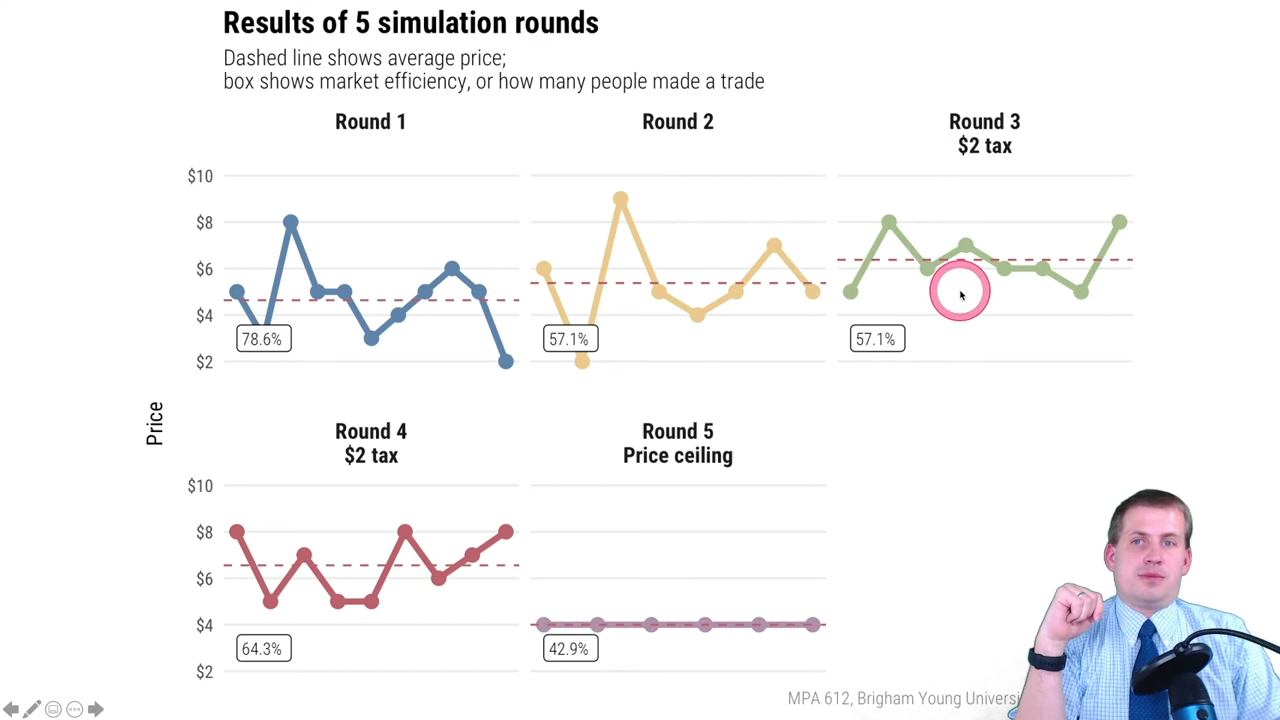 Results of 5 simulation rounds
Dashed line shows average price;
box shows market efficiency, or how many people made a trade
Round 1
Round 2
Round 3
$2 tax
$10
$8
$6
$4
$2
78.6%
57.1%
57.1%
Price
Round 4
$2 tax
Round 5
Price ceiling
$10
$8
$6
$4
$2
64.3%
42.9%
MPA 612, Brigham Young